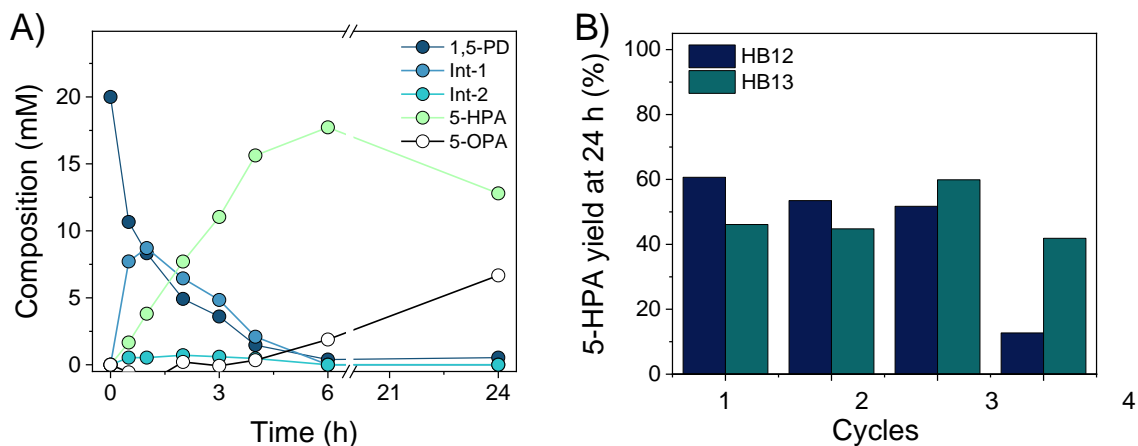 A)
1,5-PD
Int-1
Int-2
5-HPA
5-OPA
20
15
10
5
0
Composition (mM)
0 3 6 21 24
Time (h)
B)
HB12
HB13
100
80
60
40
20
0
5-HPA yield at 24 h (%)
1 2 3 4
Cycles